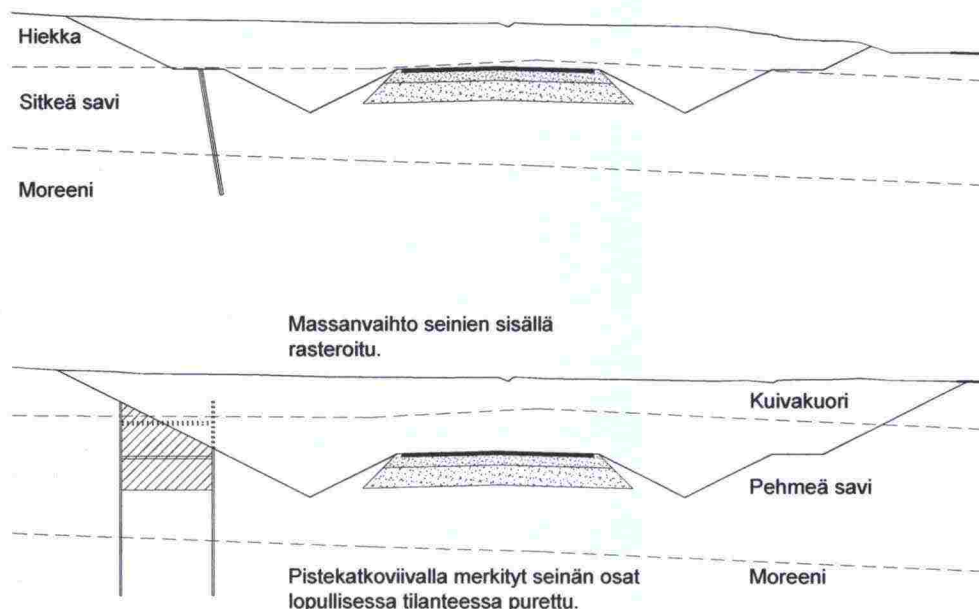 Hiekka
Sitkeä savi
Moreeni
Massanvaihto seinien sisällä
rasteroitu.
Kuivakuori
Pehmeä savi
Moreeni
Pistekatkoviivalla merkityt seinän osat
lopullisessa tilanteessa purettu.